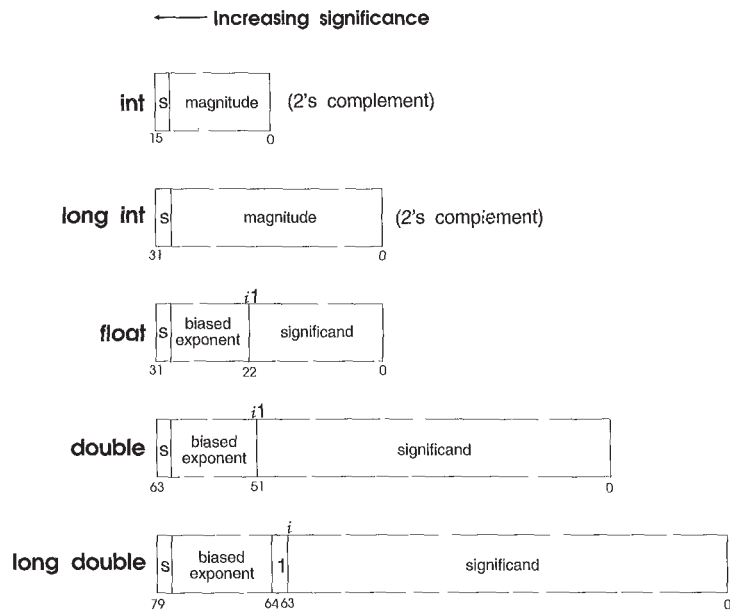 Increasing significance
int
S
magnitude
(2's complement)
15
0
long int
S
magnitude
(2's complement)
31
0
i1
float
S
biased
exponent
significand
31
22
0
i1
double
S
biased
exponent
significand
63
51
0
i
long double
S
biased
exponent
1
significand
79
64 63
0